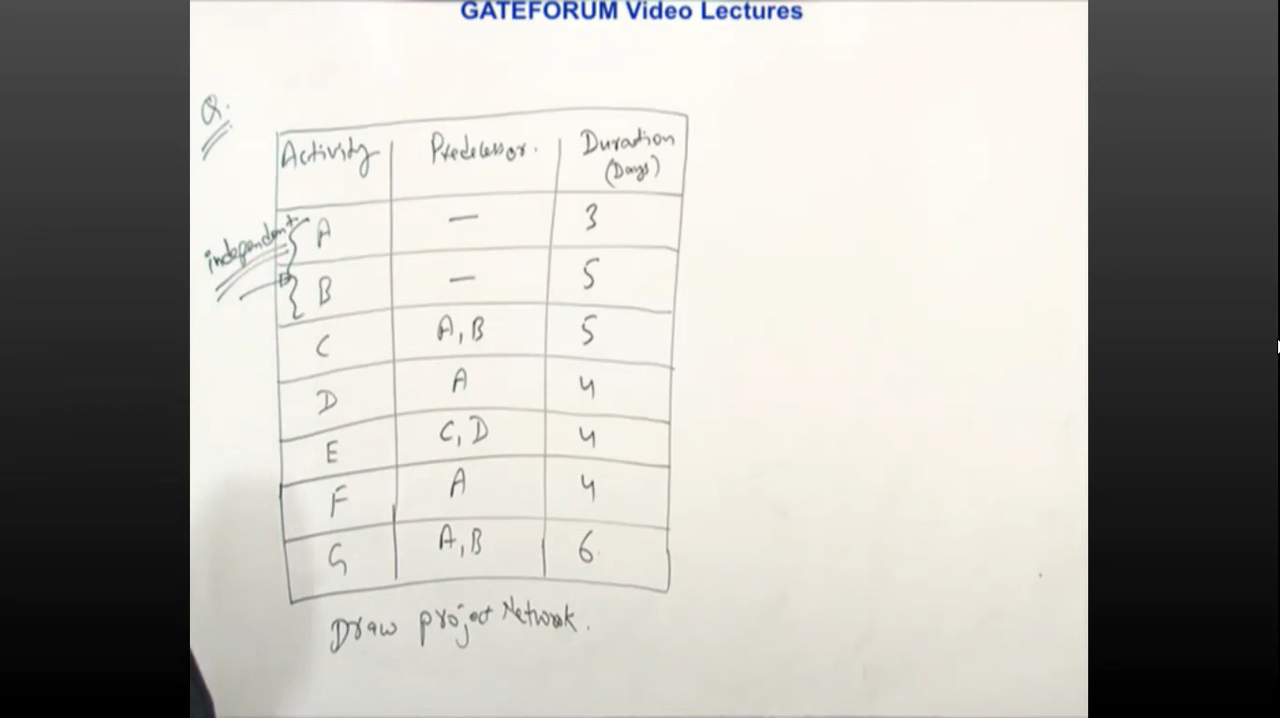 GATEFORUM Video Lectures
Q.
Activity Predecessor. Duration (Days)
independent
A — 3
B — 5
C A, B 5
D A 4
E C, D 4
F A 4
G A, B 6
Draw project Network.